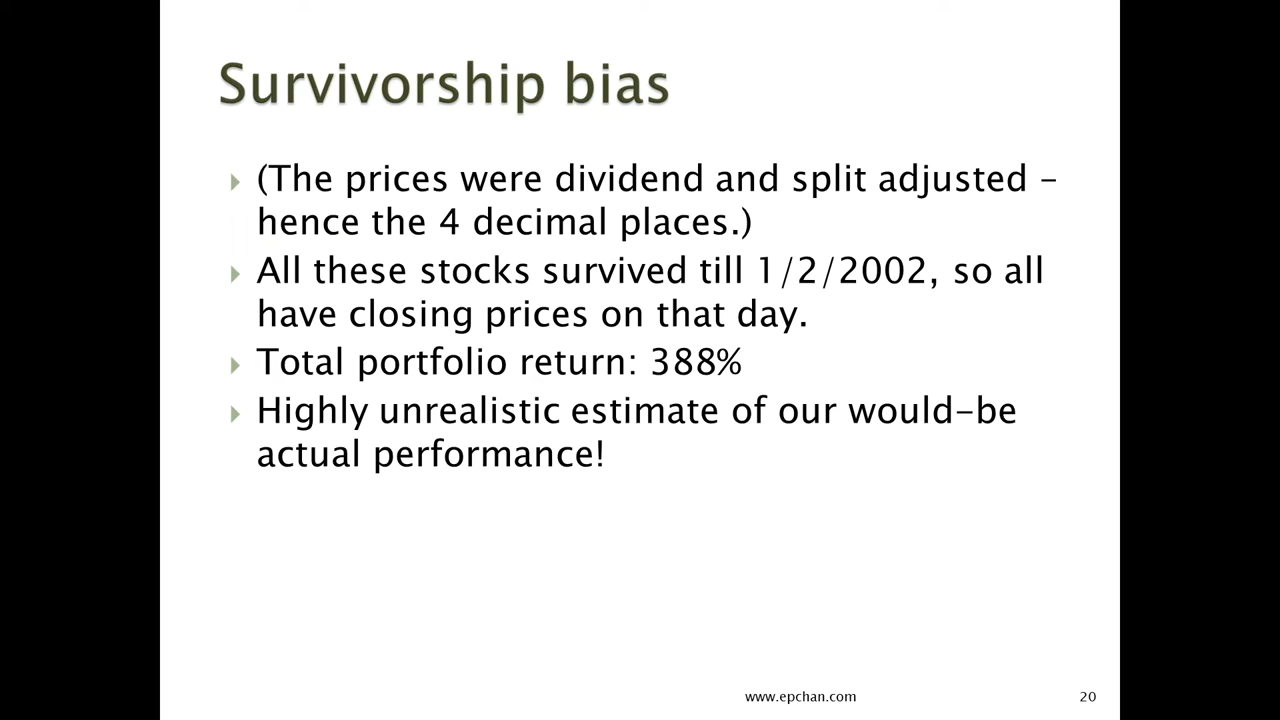 Survivorship bias
(The prices were dividend and split adjusted –
hence the 4 decimal places.)
All these stocks survived till 1/2/2002, so all
have closing prices on that day.
Total portfolio return: 388%
Highly unrealistic estimate of our would-be
actual performance!
www.epchan.com
20